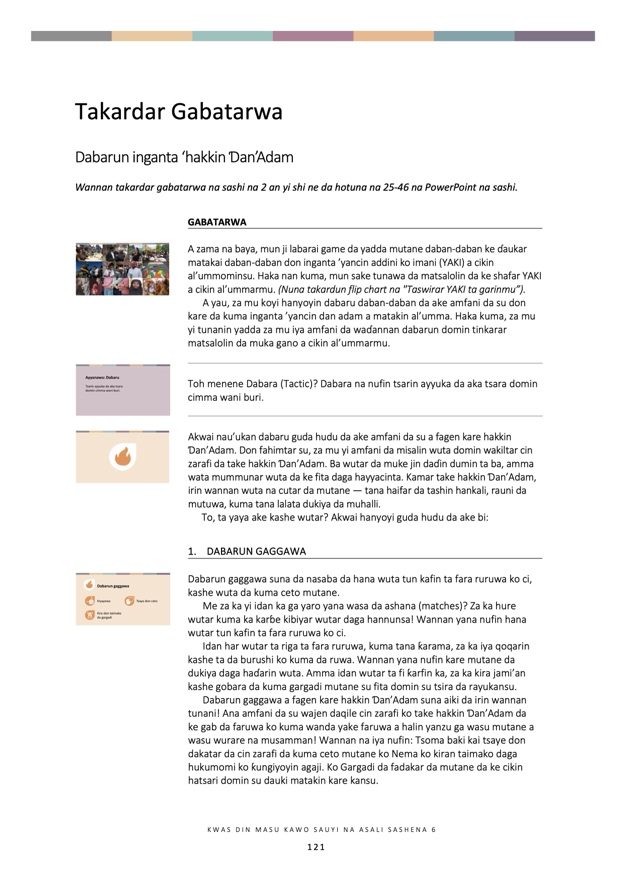 Takardar Gabatarwa
Dabarun inganta ‘hakkin Ɗan’Adam
Wannan takardar gabatarwa na sashi na 2 an yi shi ne da hotuna na 25-46 na PowerPoint na sashi.
GABATARWA
A zama na baya, mun ji labarai game da yadda mutane daban-daban ke ɗaukar
matakai daban-daban don inganta ’yancin addini ko imani (YAKI) a cikin
al’ummominsu. Haka nan kuma, mun sake tunawa da matsalolin da ke shafar YAKI
a cikin al’ummarmu. (Nuna takardun flip chart na "Taswirar YAKI ta garinmu”).
A yau, za mu koyi hanyoyin dabaru daban-daban da ake amfani da su don
kare da kuma inganta ’yancin dan adam a matakin al’umma. Haka kuma, za mu
yi tunanin yadda za mu iya amfani da waɗannan dabarun domin tinkarar
matsalolin da muka gano a cikin al’ummarmu.
Ayyanawa: Dabaru
Tsarin ayyuka da aka tsara
domin cimma wani buri.
Toh menene Dabara (Tactic)? Dabara na nufin tsarin ayyuka da aka tsara domin
cimma wani buri.
Akwai nau’ukan dabaru guda hudu da ake amfani da su a fagen kare hakkin
Ɗan’Adam. Don fahimtar su, za mu yi amfani da misalin wuta domin wakiltar cin
zarafi da take hakkin Ɗan’Adam. Ba wutar da muke jin daɗin dumin ta ba, amma
wata mummunar wuta da ke fita daga hayyacinta. Kamar take hakkin Ɗan’Adam,
irin wannan wuta na cutar da mutane — tana haifar da tashin hankali, rauni da
mutuwa, kuma tana lalata dukiya da muhalli.
To, ta yaya ake kashe wutar? Akwai hanyoyi guda hudu da ake bi:
1. DABARUN GAGGAWA
Dabarun gaggawa
Dabarun gaggawa suna da nasaba da hana wuta tun kafin ta fara ruruwa ko ci,
kashe wuta da kuma ceto mutane.
Me za ka yi idan ka ga yaro yana wasa da ashana (matches)? Za ka hure
wutar kuma ka karɓe kibiyar wutar daga hannunsa! Wannan yana nufin hana
wutar tun kafin ta fara ruruwa ko ci.
Idan har wutar ta riga ta fara ruruwa, kuma tana ƙarama, za ka iya qoqarin
kashe ta da burushi ko kuma da ruwa. Wannan yana nufin kare mutane da
dukiya daga haɗarin wuta. Amma idan wutar ta fi ƙarfin ka, za ka kira jami’an
kashe gobara da kuma gargadi mutane su fita domin su tsira da rayukansu.
Dabarun gaggawa a fagen kare hakkin Ɗan’Adam suna aiki da irin wannan
tunani! Ana amfani da su wajen daqile cin zarafi ko take hakkin Ɗan’Adam da
ke gab da faruwa ko kuma wanda yake faruwa a halin yanzu ga wasu mutane a
wasu wurare na musamman! Wannan na iya nufin: Tsoma baki kai tsaye don
dakatar da cin zarafi da kuma ceto mutane ko Nema ko kiran taimako daga
hukumomi ko ƙungiyoyin agaji. Ko Gargadi da fadakar da mutane da ke cikin
hatsari domin su dauki matakin kare kansu.
KWAS DIN MASU KAWO SAUYI NA ASALI SASHENA 6
121